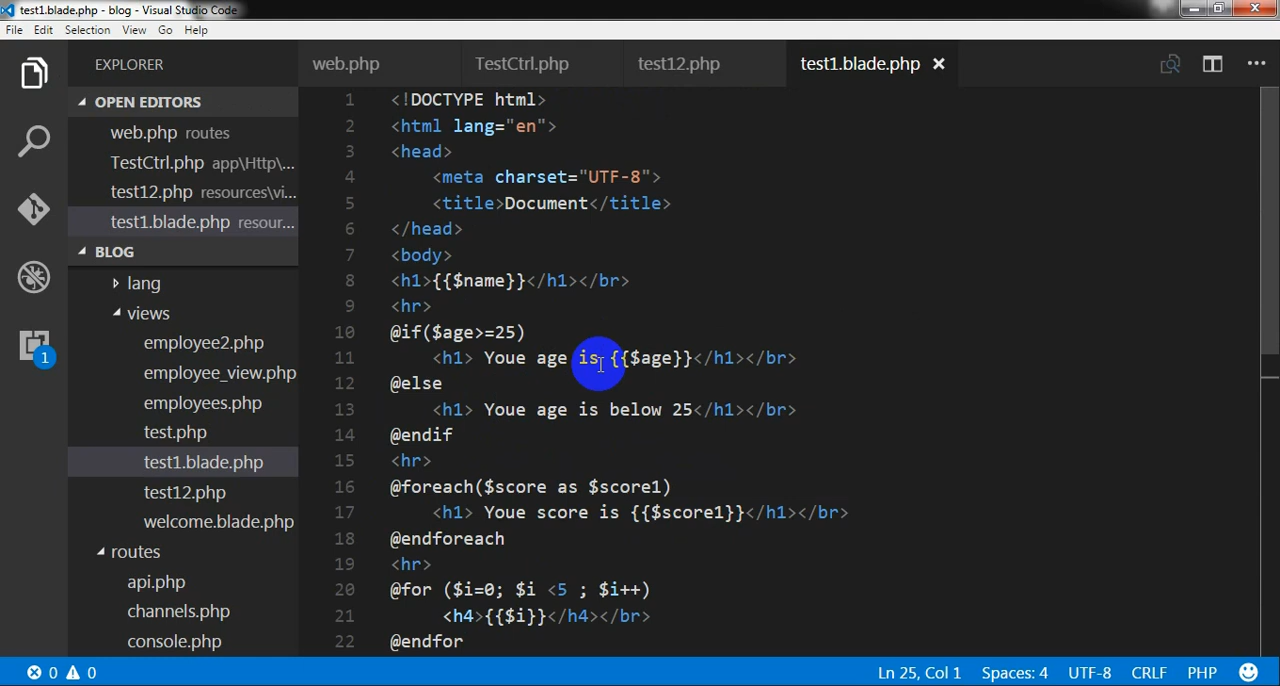 test1.blade.php - blog - Visual Studio Code
File Edit Selection View Go Help
EXPLORER
web.php TestCtrl.php test12.php test1.blade.php
OPEN EDITORS
web.php routes
TestCtrl.php app\Http\...
test12.php resources\vi...
test1.blade.php resour...
BLOG
lang
views
employee2.php
employee_view.php
employees.php
test.php
test1.blade.php
test12.php
welcome.blade.php
routes
api.php
channels.php
console.php
1
1 <!DOCTYPE html>
2 <html lang="en">
3 <head>
4 <meta charset="UTF-8">
5 <title>Document</title>
6 </head>
7 <body>
8 <h1>{{$name}}</h1></br>
9 <hr>
10 @if($age>=25)
11 <h1> Youe age is {{$age}}</h1></br>
12 @else
13 <h1> Youe age is below 25</h1></br>
14 @endif
15 <hr>
16 @foreach($score as $score1)
17 <h1> Youe score is {{$score1}}</h1></br>
18 @endforeach
19 <hr>
20 @for ($i=0; $i <5 ; $i++)
21 <h4>{{$i}}</h4></br>
22 @endfor
0 0 Ln 25, Col 1 Spaces: 4 UTF-8 CRLF PHP